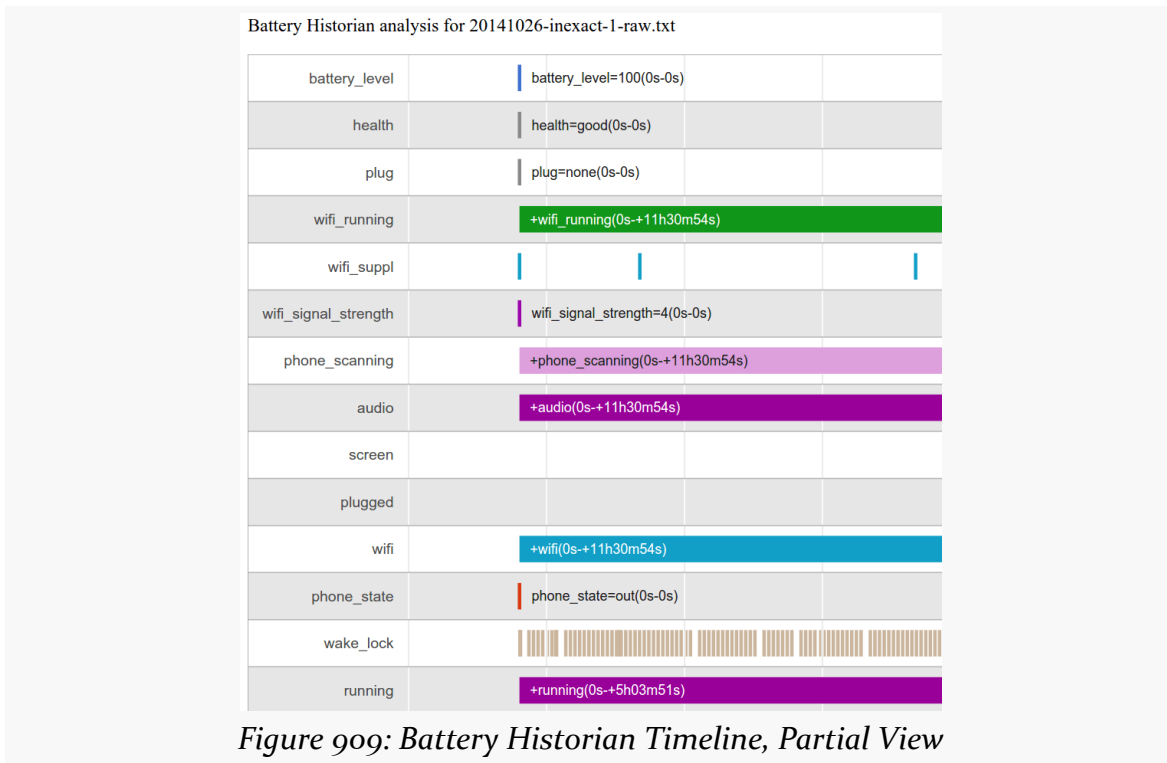 Battery Historian analysis for 20141026-inexact-1-raw.txt
battery_level battery_level=100(0s-0s)
health health=good(0s-0s)
plug plug=none(0s-0s)
wifi_running +wifi_running(0s-+11h30m54s)
wifi_suppl
wifi_signal_strength wifi_signal_strength=4(0s-0s)
phone_scanning +phone_scanning(0s-+11h30m54s)
audio +audio(0s-+11h30m54s)
screen
plugged
wifi +wifi(0s-+11h30m54s)
phone_state phone_state=out(0s-0s)
wake_lock
running +running(0s-+5h03m51s)
Figure 909: Battery Historian Timeline, Partial View